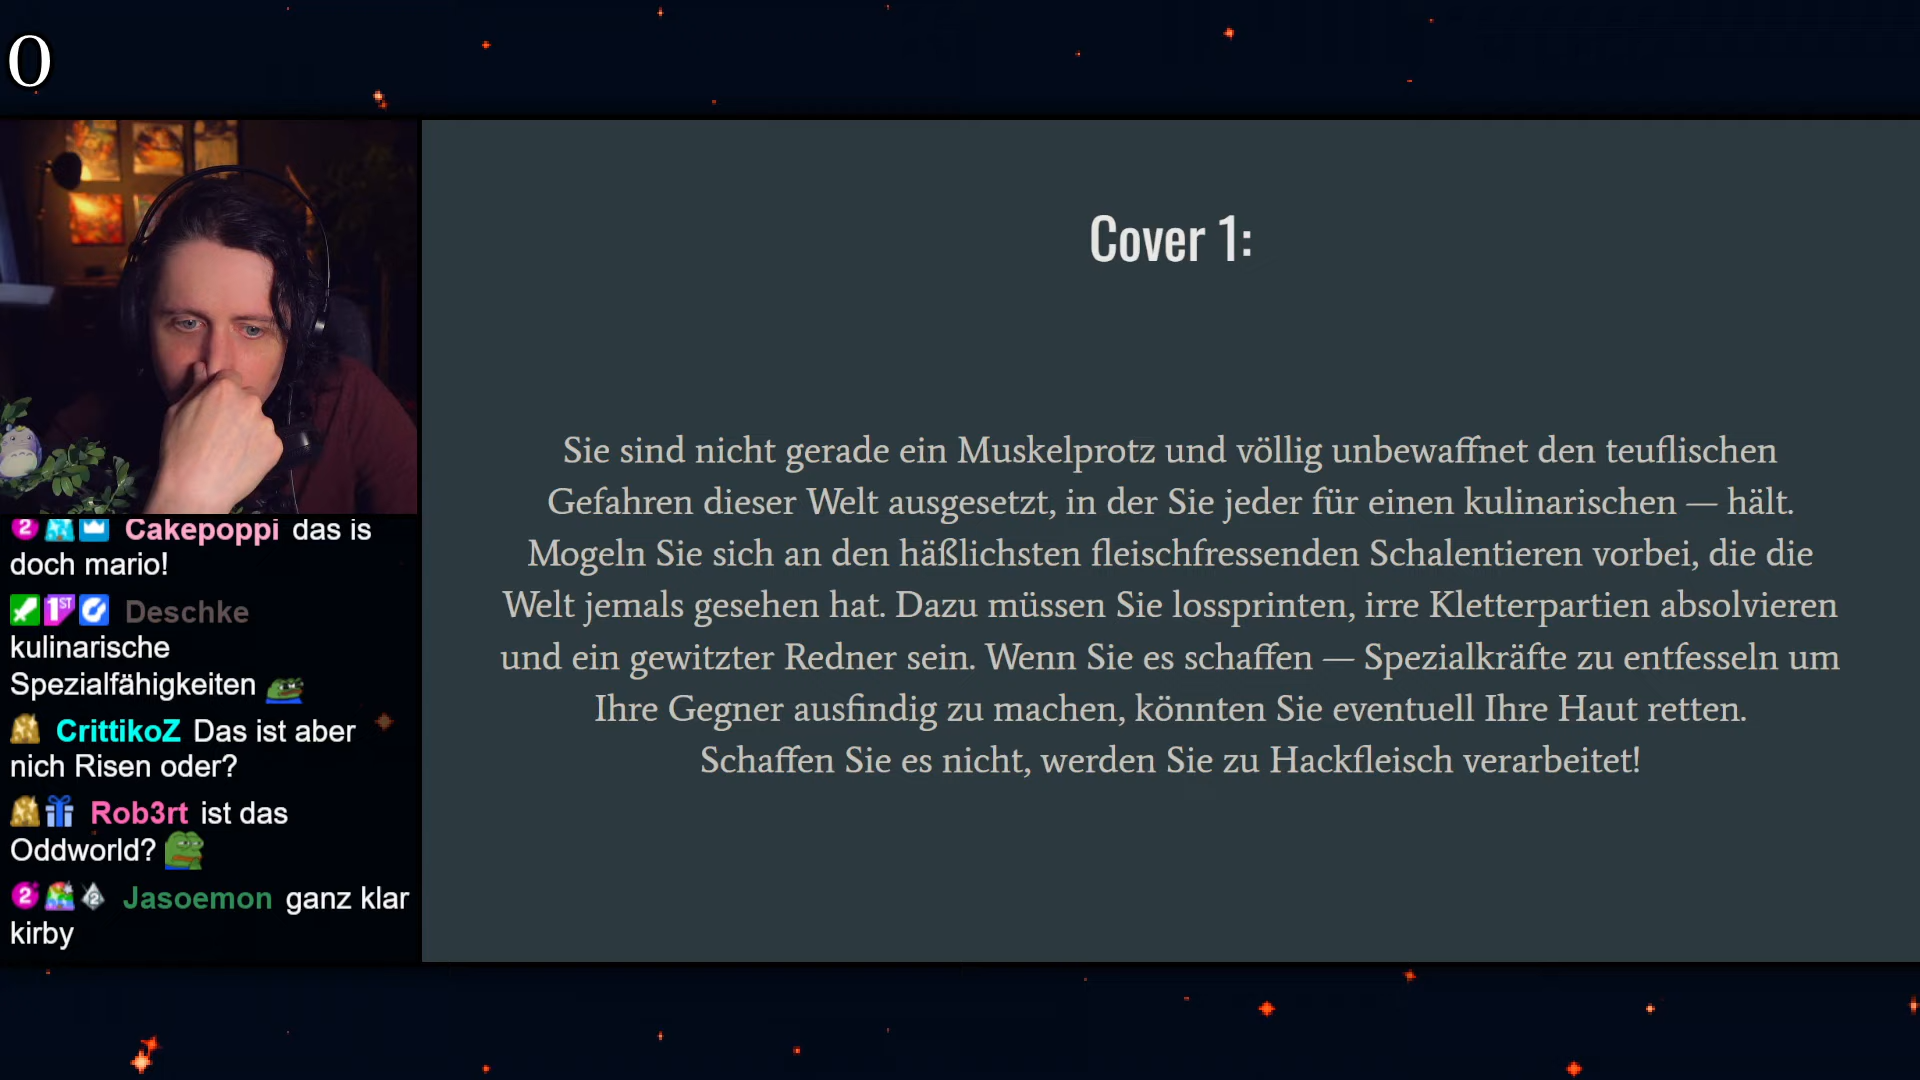 0
Cover 1:
Sie sind nicht gerade ein Muskelprotz und völlig unbewaffnet den teuflischen
Gefahren dieser Welt ausgesetzt, in der Sie jeder für einen kulinarischen — hält.
Mogeln Sie sich an den häßlichsten fleischfressenden Schalentieren vorbei, die die
Welt jemals gesehen hat. Dazu müssen Sie lossprinten, irre Kletterpartien absolvieren
und ein gewitzter Redner sein. Wenn Sie es schaffen — Spezialkräfte zu entfesseln um
Ihre Gegner ausfindig zu machen, könnten Sie eventuell Ihre Haut retten.
Schaffen Sie es nicht, werden Sie zu Hackfleisch verarbeitet!
2 Cakepoppi das is
doch mario!
1ST Deschke
kulinarische
Spezialfähigkeiten
CrittikoZ Das ist aber
nich Risen oder?
Rob3rt ist das
Oddworld?
2 2 Jasoemon ganz klar
kirby